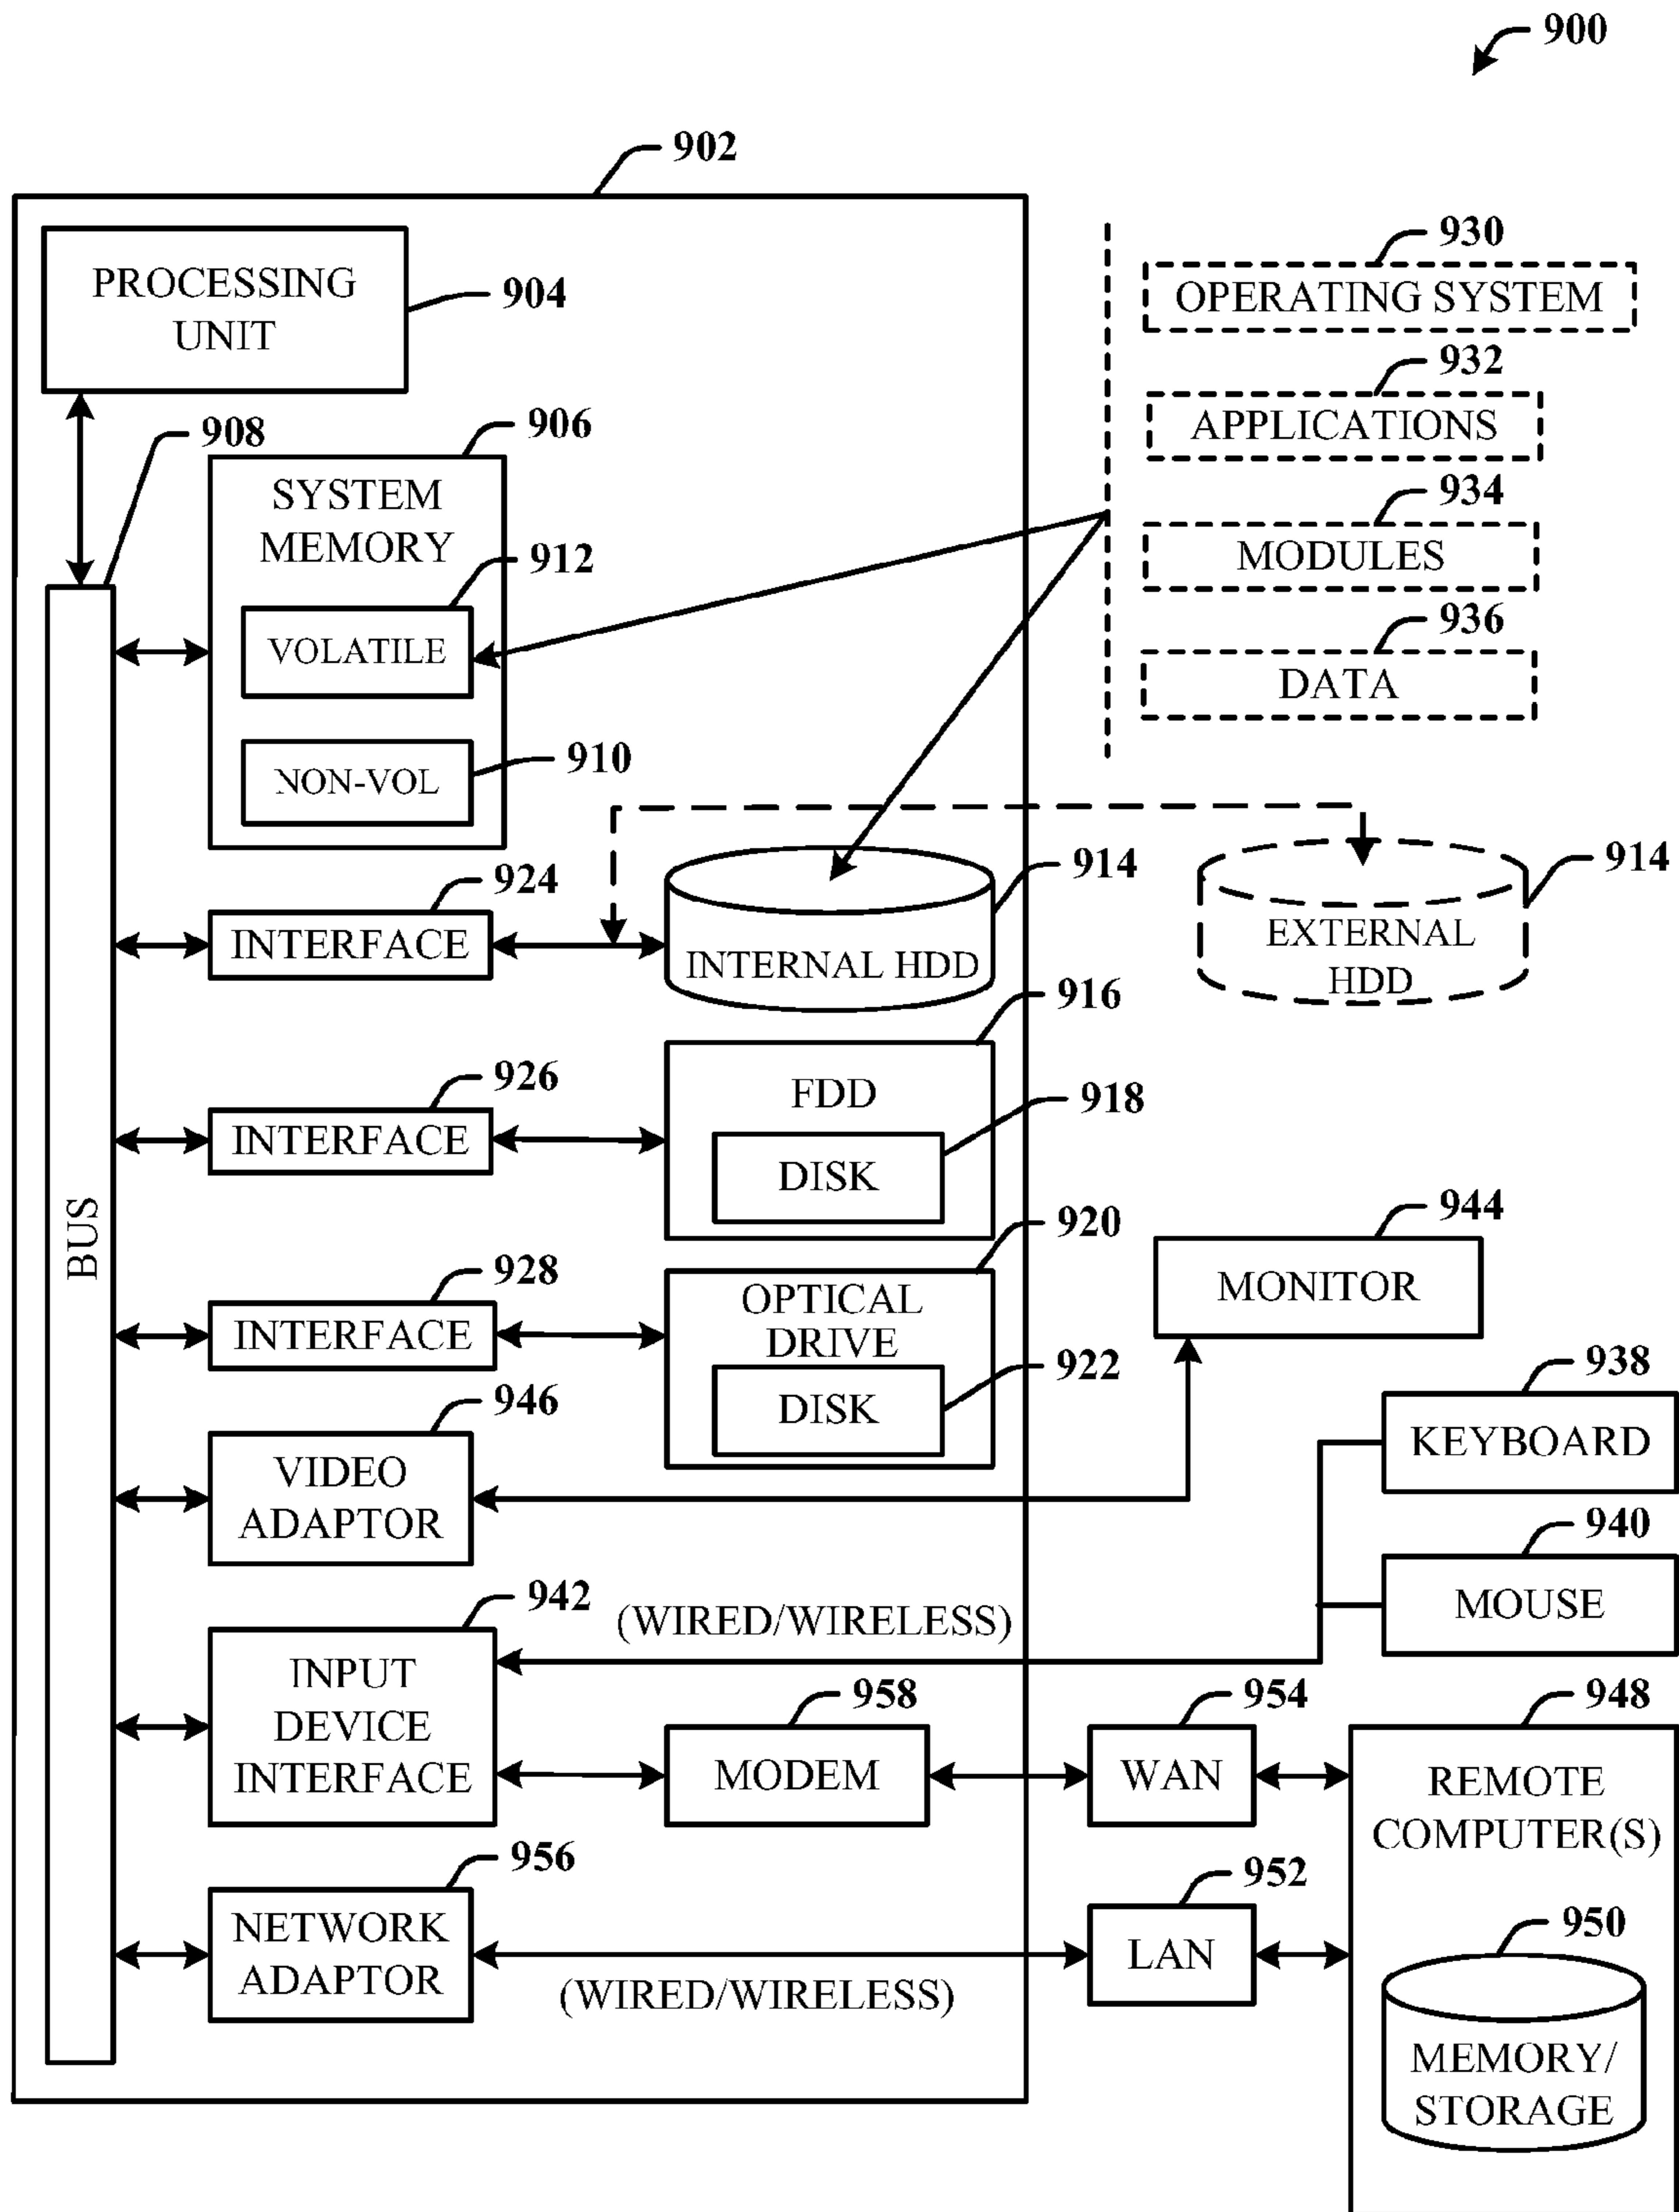 900
902
PROCESSING
UNIT
904
930
OPERATING SYSTEM
932
APPLICATIONS
934
MODULES
936
DATA
908
906
SYSTEM
MEMORY
912
VOLATILE
910
NON-VOL
BUS
924
INTERFACE
914
INTERNAL HDD
914
EXTERNAL
HDD
926
INTERFACE
916
FDD
918
DISK
928
INTERFACE
920
OPTICAL
DRIVE
922
DISK
944
MONITOR
946
VIDEO
ADAPTOR
938
KEYBOARD
940
MOUSE
942
INPUT
DEVICE
INTERFACE
(WIRED/WIRELESS)
958
MODEM
954
WAN
948
REMOTE
COMPUTER(S)
956
NETWORK
ADAPTOR
(WIRED/WIRELESS)
952
LAN
950
MEMORY/
STORAGE